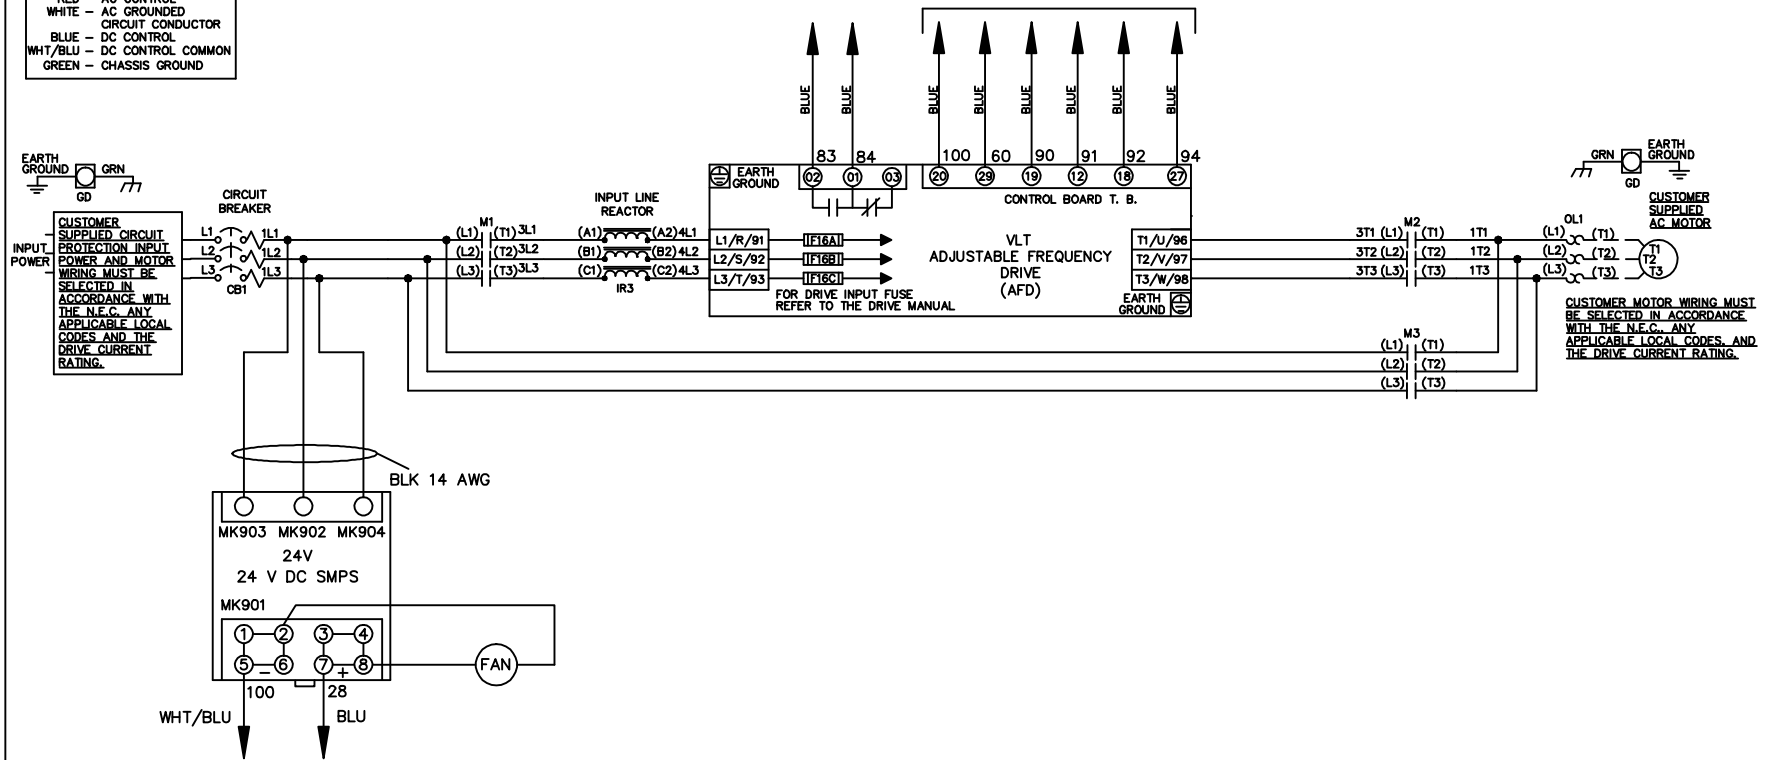 WHITE – AC GROUNDED
CIRCUIT CONDUCTOR
BLUE – DC CONTROL
WHT/BLU – DC CONTROL COMMON
GREEN – CHASSIS GROUND
BLUE
BLUE
BLUE
BLUE
BLUE
BLUE
BLUE
BLUE
EARTH
GROUND
GRN
GD
83
84
100
60
90
91
92
94
EARTH
GROUND
02
01
03
20
29
19
12
18
27
CONTROL BOARD T. B.
GRN
EARTH
GROUND
GD
CUSTOMER
SUPPLIED
AC MOTOR
INPUT
POWER
CUSTOMER
SUPPLIED CIRCUIT
PROTECTION INPUT
POWER AND MOTOR
WIRING MUST BE
SELECTED IN
ACCORDANCE WITH
THE N.E.C. ANY
APPLICABLE LOCAL
CODES AND THE
DRIVE CURRENT
RATING.
CIRCUIT
BREAKER
L1
1L1
L2
1L2
L3
1L3
CB1
M1
(L1)
(T1)
3L1
(L2)
(T2)
3L2
(L3)
(T3)
3L3
INPUT LINE
REACTOR
(A1)
(A2)
4L1
(B1)
(B2)
4L2
(C1)
(C2)
4L3
IR3
L1/R/91
L2/S/92
L3/T/93
F16A
F16B
F16C
FOR DRIVE INPUT FUSE
REFER TO THE DRIVE MANUAL
VLT
ADJUSTABLE FREQUENCY
DRIVE
(AFD)
T1/U/96
T2/V/97
T3/W/98
EARTH
GROUND
M2
3T1 (L1)
(T1)
1T1
3T2 (L2)
(T2)
1T2
3T3 (L3)
(T3)
1T3
OL1
(L1)
(T1)
(L2)
(T2)
(L3)
(T3)
T1
T2
T3
CUSTOMER MOTOR WIRING MUST
BE SELECTED IN ACCORDANCE
WITH THE N.E.C., ANY
APPLICABLE LOCAL CODES, AND
THE DRIVE CURRENT RATING.
M3
(L1)
(T1)
(L2)
(T2)
(L3)
(T3)
BLK 14 AWG
MK903
MK902
MK904
24V
24 V DC SMPS
MK901
1
2
3
4
5
–
6
7
+
8
FAN
100
28
WHT/BLU
BLU